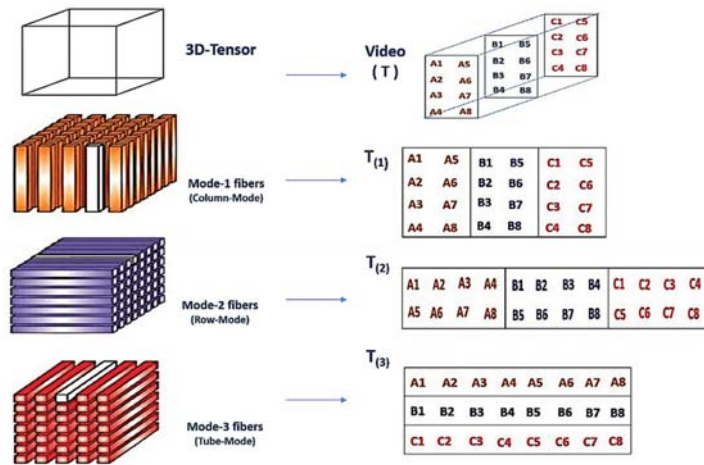 3D-Tensor
Video
( T )
A1 A5
A2 A6
A3 A7
A4 A8
B1 B5
B2 B6
B3 B7
B4 B8
C1 C5
C2 C6
C3 C7
C4 C8
Mode-1 fibers
(Column-Mode)
T(1)
A1 A5 B1 B5 C1 C5
A2 A6 B2 B6 C2 C6
A3 A7 B3 B7 C3 C7
A4 A8 B4 B8 C4 C8
Mode-2 fibers
(Row-Mode)
T(2)
A1 A2 A3 A4 B1 B2 B3 B4 C1 C2 C3 C4
A5 A6 A7 A8 B5 B6 B7 B8 C5 C6 C7 C8
Mode-3 fibers
(Tube-Mode)
T(3)
A1 A2 A3 A4 A5 A6 A7 A8
B1 B2 B3 B4 B5 B6 B7 B8
C1 C2 C3 C4 C5 C6 C7 C8